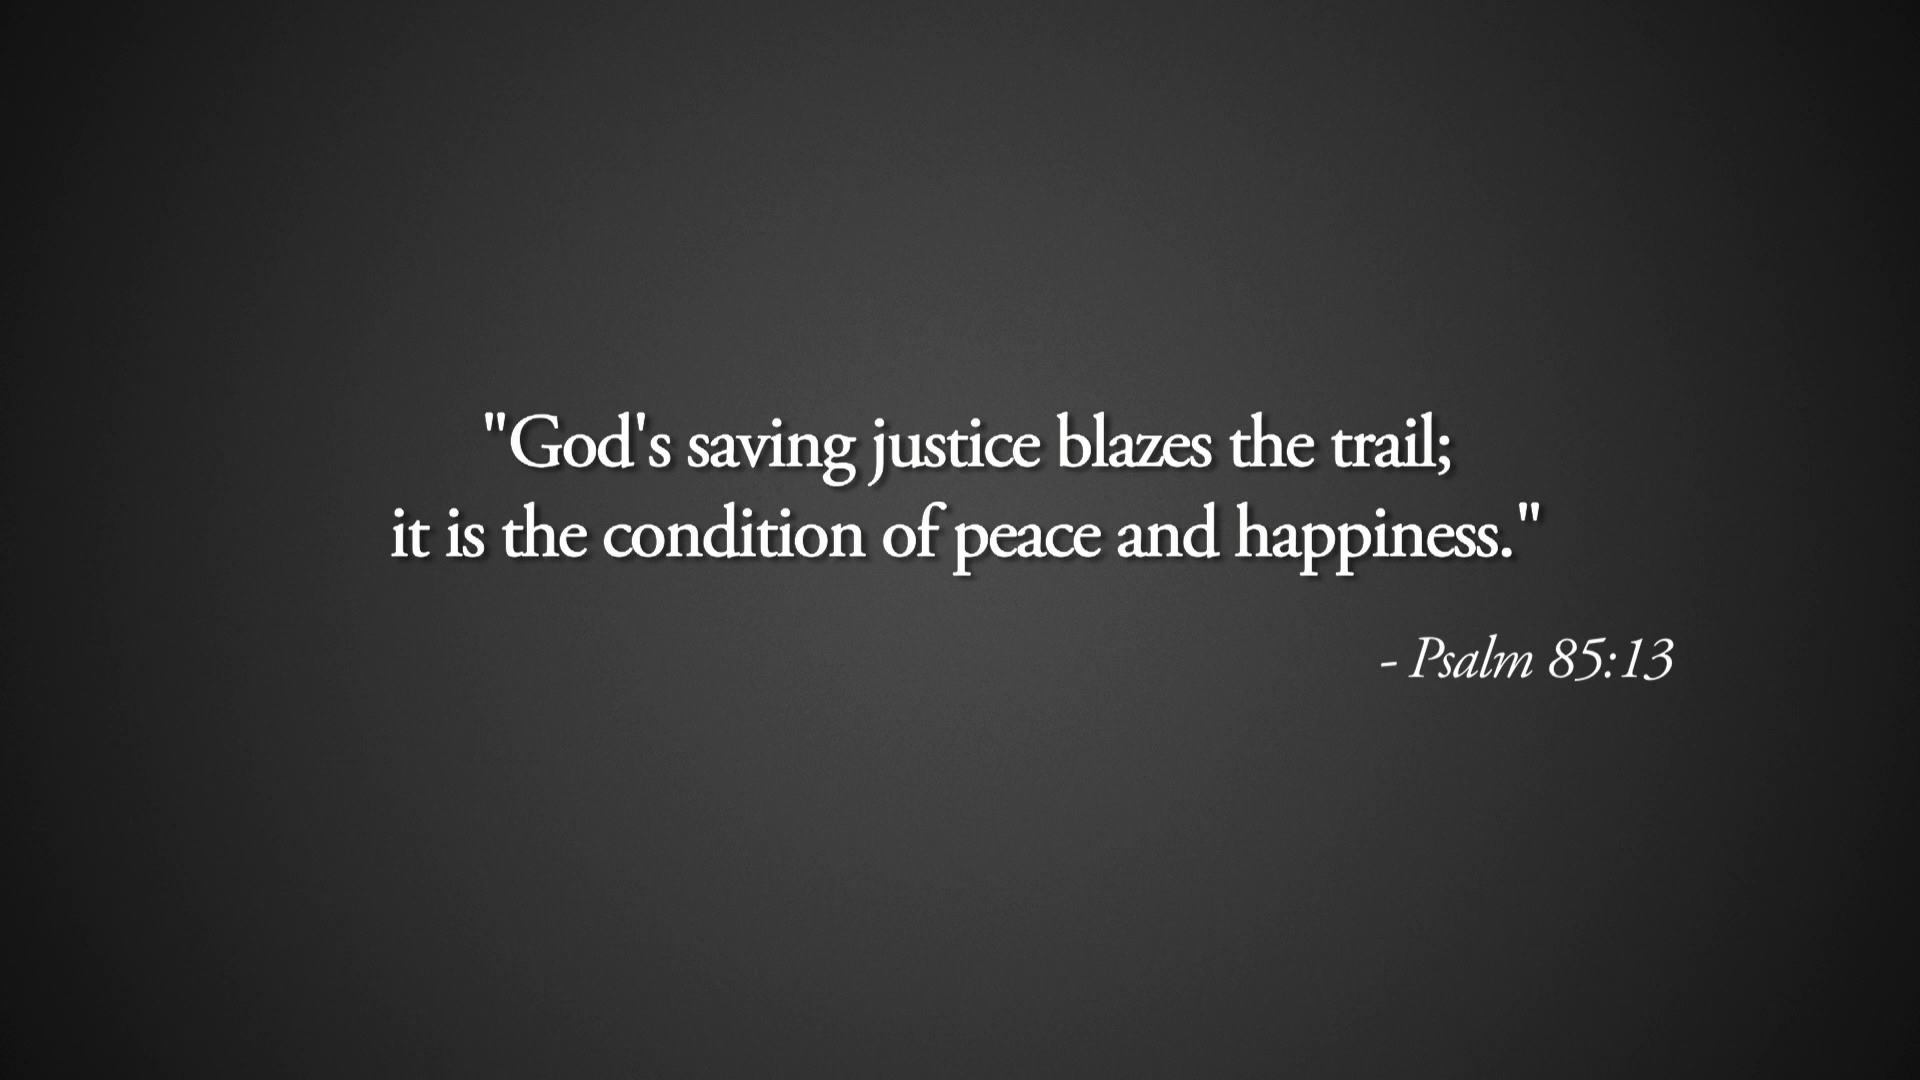 "God's saving justice blazes the trail;
it is the condition of peace and happiness."
- Psalm 85:13